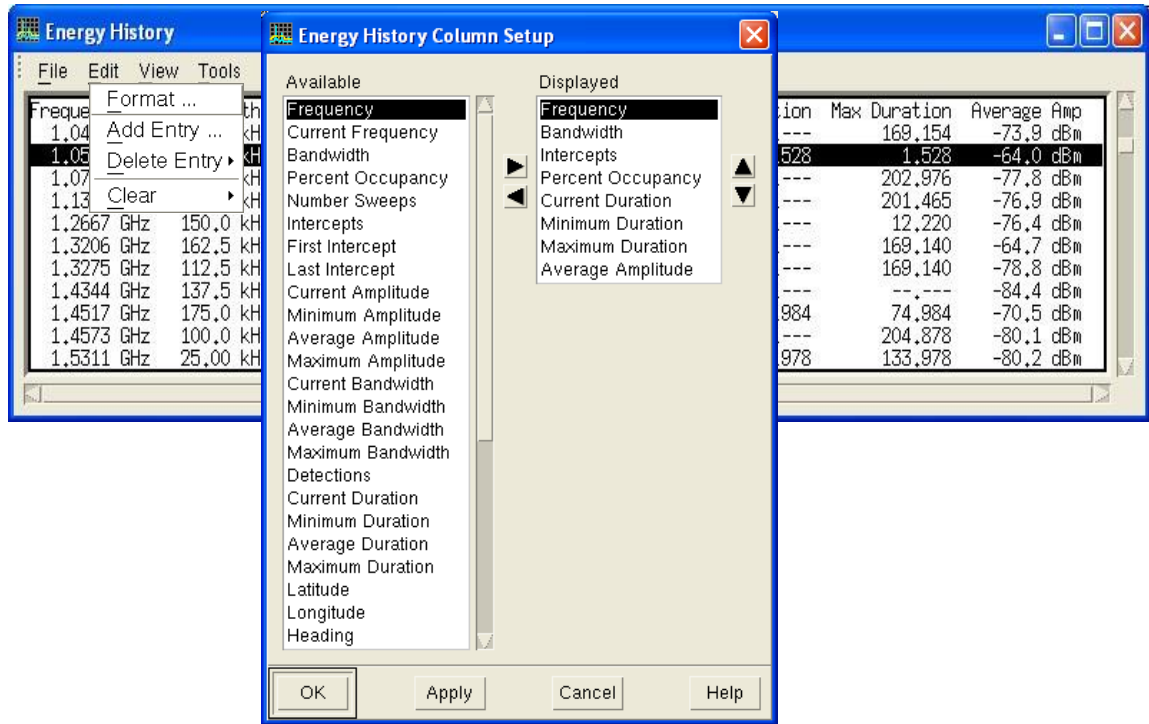 Energy History
File Edit View Tools
Format ...
Add Entry ...
Delete Entry
Clear
Freque
1.04
1.05
1.07
1.13
1.2667 GHz 150.0 kH
1.3206 GHz 162.5 kH
1.3275 GHz 112.5 kH
1.4344 GHz 137.5 kH
1.4517 GHz 175.0 kH
1.4573 GHz 100.0 kH
1.5311 GHz 25.00 kH
Energy History Column Setup
Available
Frequency
Current Frequency
Bandwidth
Percent Occupancy
Number Sweeps
Intercepts
First Intercept
Last Intercept
Current Amplitude
Minimum Amplitude
Average Amplitude
Maximum Amplitude
Current Bandwidth
Minimum Bandwidth
Average Bandwidth
Maximum Bandwidth
Detections
Current Duration
Minimum Duration
Average Duration
Maximum Duration
Latitude
Longitude
Heading
Displayed
Frequency
Bandwidth
Intercepts
Percent Occupancy
Current Duration
Minimum Duration
Maximum Duration
Average Amplitude
OK Apply Cancel Help
tion Max Duration Average Amp
.--- 169.154 -73.9 dBm
.528 1.528 -64.0 dBm
.--- 202.976 -77.8 dBm
.--- 201.465 -76.9 dBm
.--- 12.220 -76.4 dBm
.--- 169.140 -64.7 dBm
.--- 169.140 -78.8 dBm
.--- --.--- -84.4 dBm
.984 74.984 -70.5 dBm
.--- 204.878 -80.1 dBm
.978 133.978 -80.2 dBm